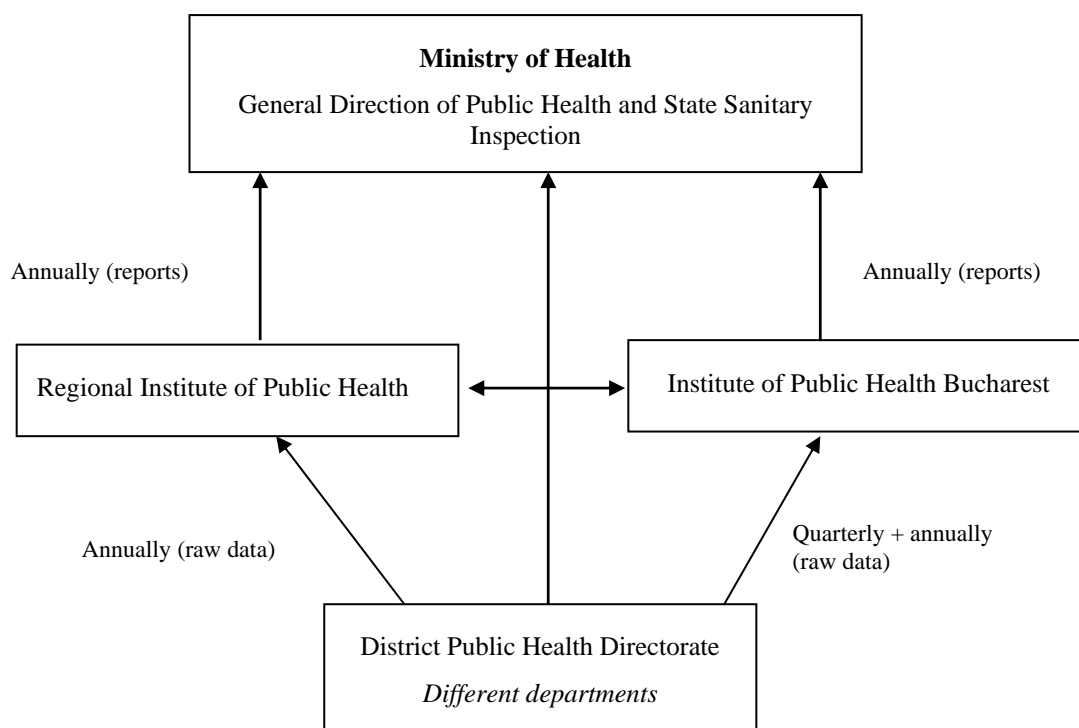 Ministry of Health
General Direction of Public Health and State Sanitary
Inspection
Annually (reports)
Annually (reports)
Regional Institute of Public Health
Institute of Public Health Bucharest
Annually (raw data)
Quarterly + annually
(raw data)
District Public Health Directorate
Different departments